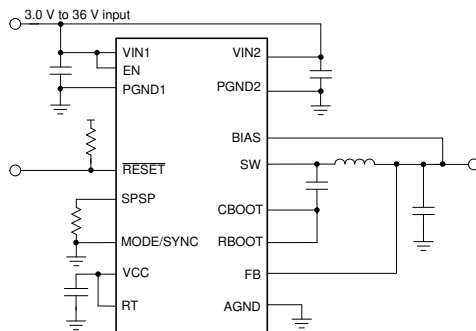 3.0 V to 36 V input
VIN1
EN
PGND1
RESET
SPSP
MODE/SYNC
VCC
RT
VIN2
PGND2
BIAS
SW
CBOOT
RBOOT
FB
AGND